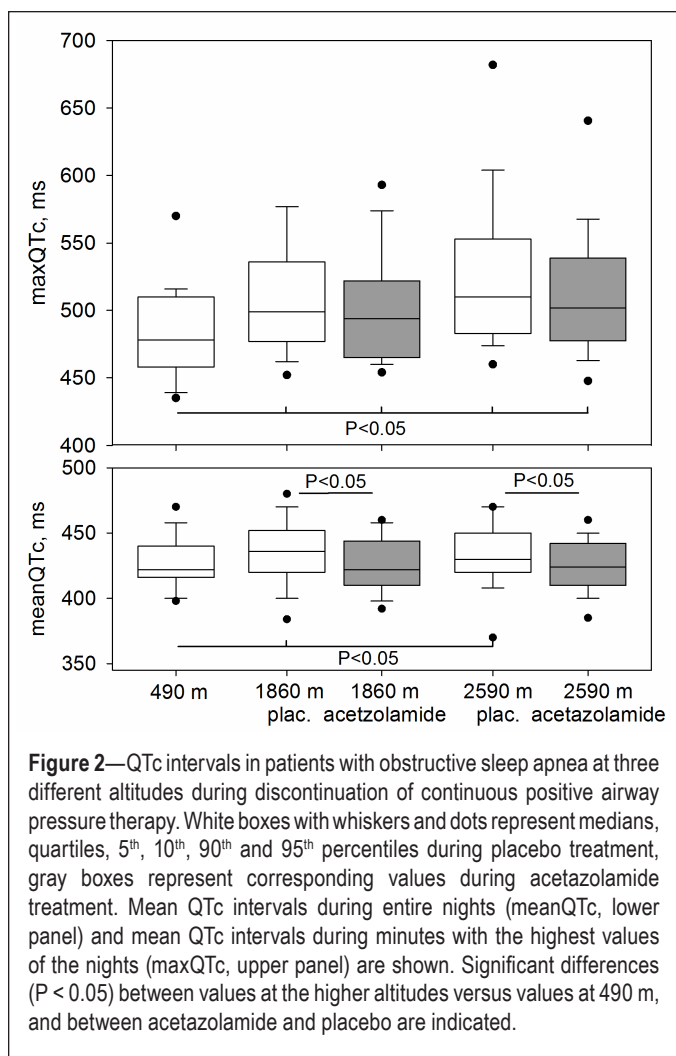 700
650
600
550
500
450
400
maxQTc, ms
P<0.05
500
450
400
350
meanQTc, ms
P<0.05
P<0.05
P<0.05
490 m
1860 m
plac.
1860 m
acetzolamide
2590 m
plac.
2590 m
acetazolamide
Figure 2—QTc intervals in patients with obstructive sleep apnea at three
different altitudes during discontinuation of continuous positive airway
pressure therapy. White boxes with whiskers and dots represent medians,
quartiles, 5th, 10th, 90th and 95th percentiles during placebo treatment,
gray boxes represent corresponding values during acetazolamide
treatment. Mean QTc intervals during entire nights (meanQTc, lower
panel) and mean QTc intervals during minutes with the highest values
of the nights (maxQTc, upper panel) are shown. Significant differences
(P < 0.05) between values at the higher altitudes versus values at 490 m,
and between acetazolamide and placebo are indicated.